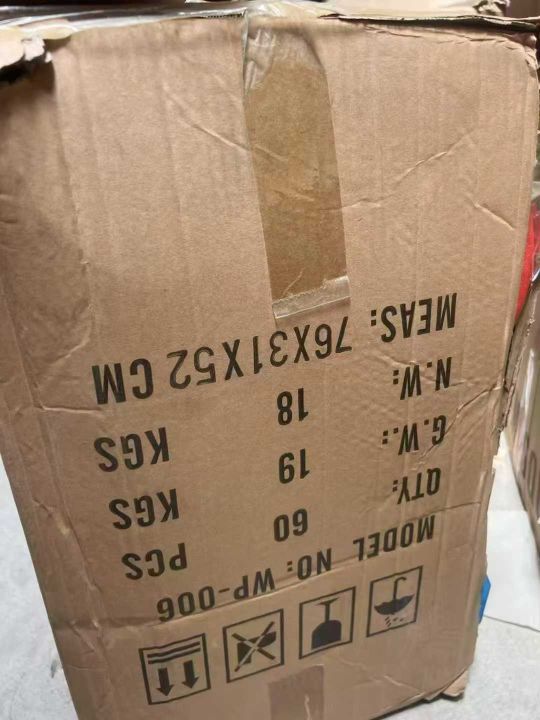 MODEL NO: WP-006
QTY: 60 PCS
G.W.: 19 KGS
N.W: 18 KGS
MEAS: 76X31X52 CM